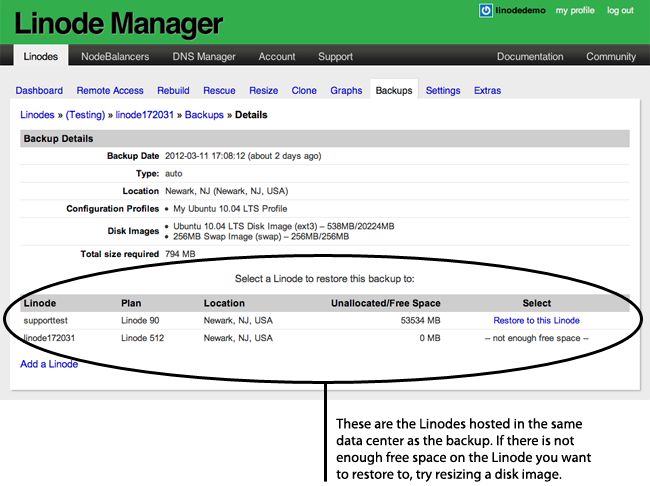 linodedemo my profile log out
Linode Manager
Linodes NodeBalancers DNS Manager Account Support Documentation Community
Dashboard Remote Access Rebuild Rescue Resize Clone Graphs Backups Settings Extras
Linodes » (Testing) » linode172031 » Backups » Details
Backup Details
Backup Date 2012-03-11 17:08:12 (about 2 days ago)
Type: auto
Location Newark, NJ (Newark, NJ, USA)
Configuration Profiles • My Ubuntu 10.04 LTS Profile
Disk Images • Ubuntu 10.04 LTS Disk Image (ext3) – 538MB/20224MB
• 256MB Swap Image (swap) – 256MB/256MB
Total size required 794 MB
Select a Linode to restore this backup to:
Linode Plan Location Unallocated/Free Space Select
supporttest Linode 90 Newark, NJ, USA 53534 MB Restore to this Linode
linode172031 Linode 512 Newark, NJ, USA 0 MB -- not enough free space --
Add a Linode
These are the Linodes hosted in the same
data center as the backup. If there is not
enough free space on the Linode you want
to restore to, try resizing a disk image.